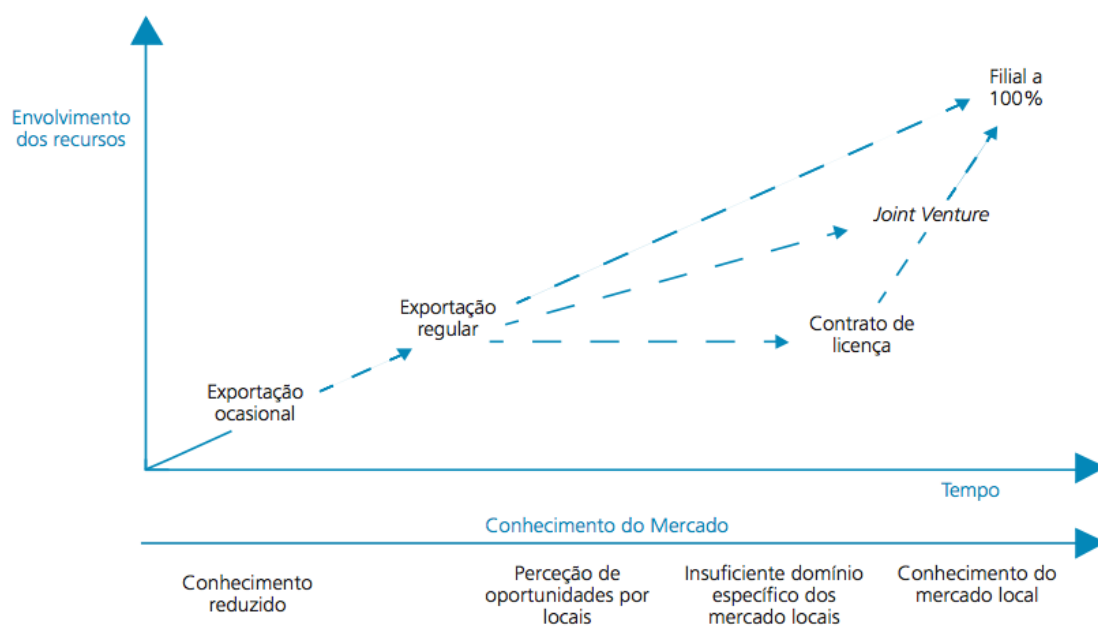 Envolvimento
dos recursos
Filial a
100%
Joint Venture
Exportação
regular
Contrato de
licença
Exportação
ocasional
Tempo
Conhecimento do Mercado
Conhecimento
reduzido
Perceção de
oportunidades por
locais
Insuficiente domínio
específico dos
mercado locais
Conhecimento do
mercado local